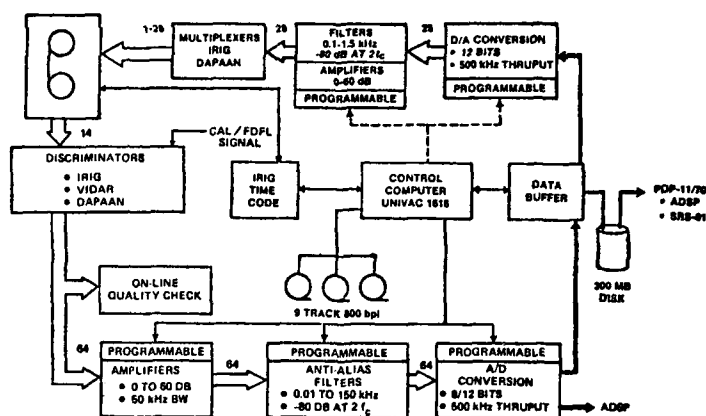 1-28
MULTIPLEXERS
IRIG
DAPAAN
28
FILTERS
0.1-1.5 kHz
-80 dB AT 2fc
AMPLIFIERS
0-60 dB
PROGRAMMABLE
28
D/A CONVERSION
• 12 BITS
• 500 kHz THRUPUT
PROGRAMMABLE
14
CAL/FDFL
SIGNAL
DISCRIMINATORS
• IRIG
• VIDAR
• DAPAAN
IRIG
TIME
CODE
CONTROL
COMPUTER
UNIVAC 1616
DATA
BUFFER
PDP-11/70
• ADSP
• SRS-81
300 MB
DISK
ON-LINE
QUALITY CHECK
9 TRACK 800 bpi
64
PROGRAMMABLE
AMPLIFIERS
• 0 TO 60 DB
• 50 kHz BW
64
PROGRAMMABLE
ANTI-ALIAS
FILTERS
• 0.01 TO 150 kHz
• -80 DB AT 2 fc
64
PROGRAMMABLE
A/D
CONVERSION
• 8/12 BITS
• 500 kHz THRUPUT
ADSP